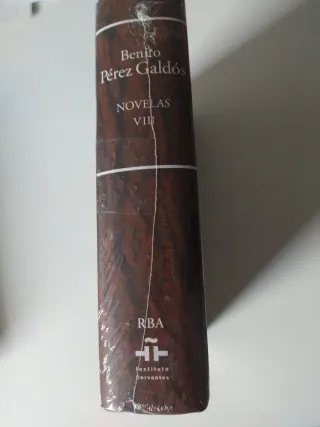 Benito
Pérez Galdós
NOVELAS
VIII
RBA
Instituto
Cervantes